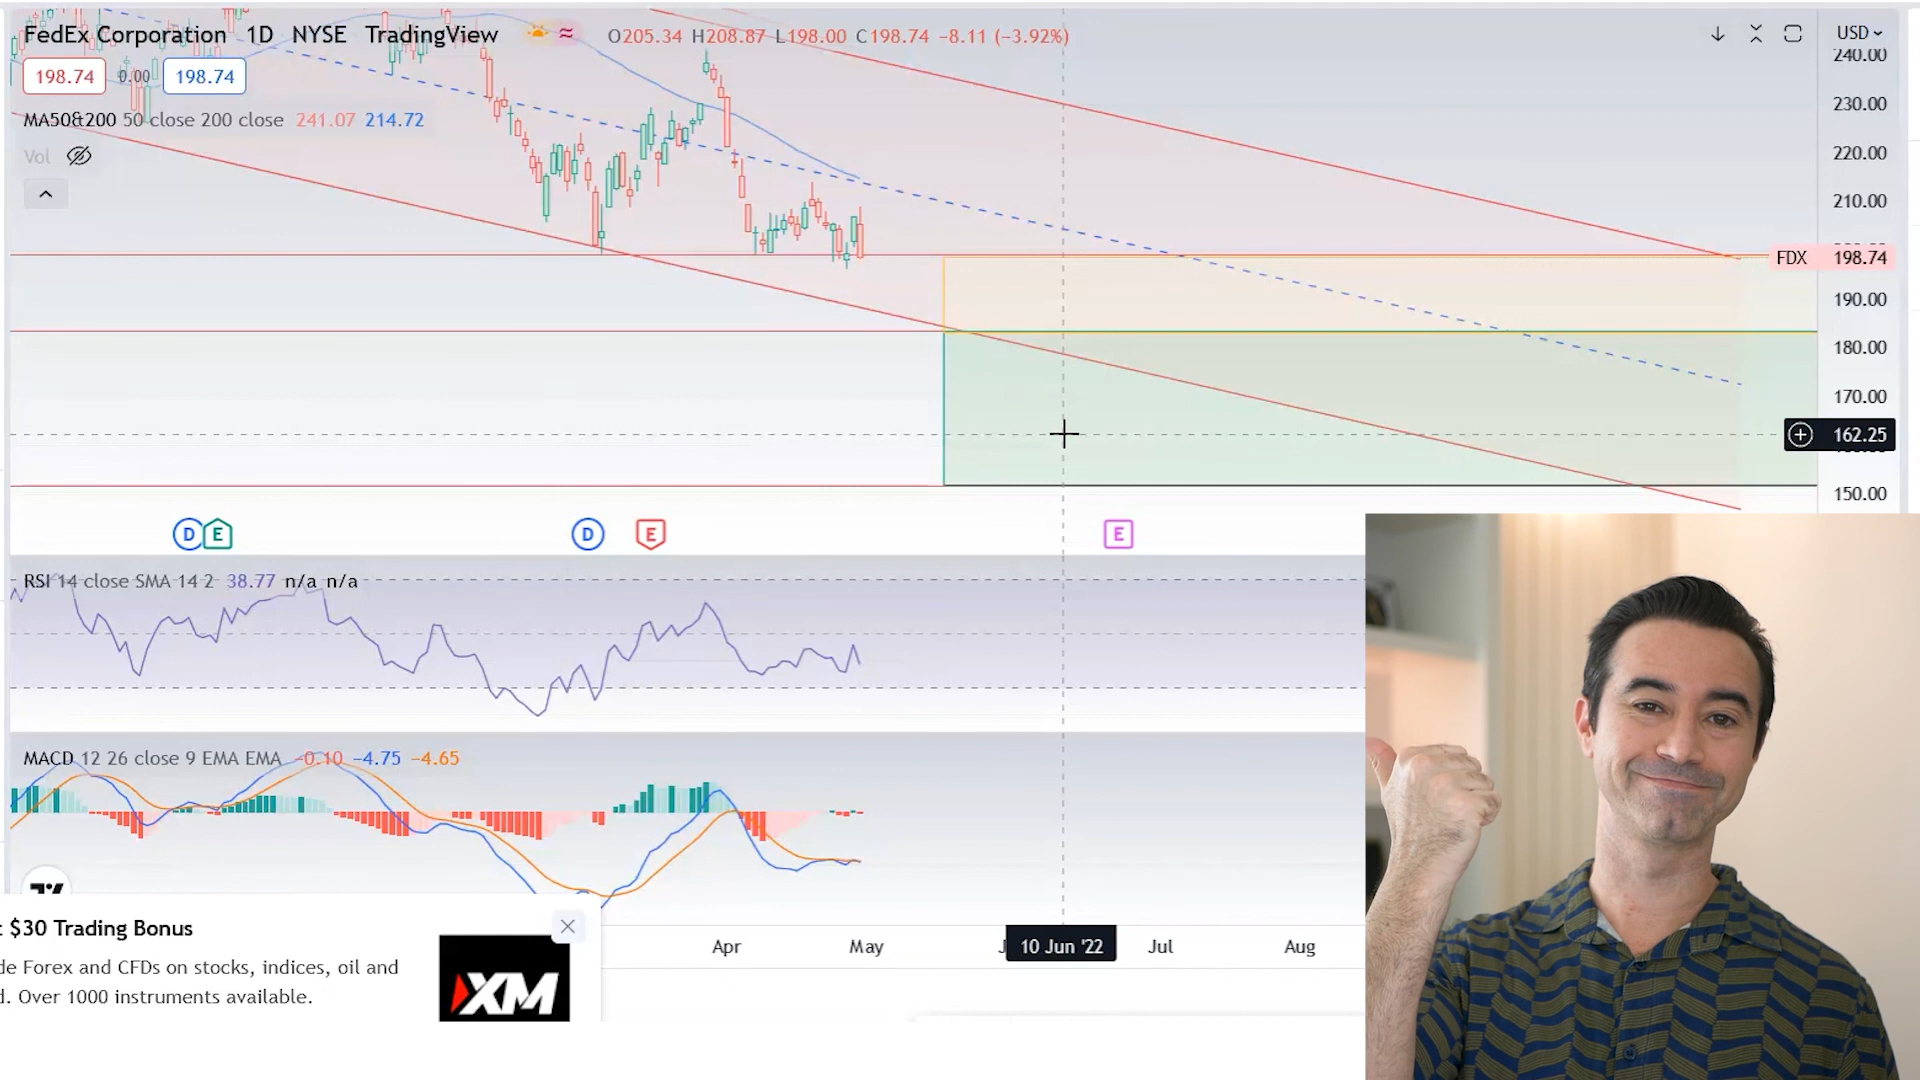 FedEx Corporation 1D NYSE TradingView
O205.34 H208.87 L198.00 C198.74 −8.11 (−3.92%)
USD
240.00
198.74 0.00 198.74
230.00
MA50&200 50 close 200 close 241.07 214.72
Vol
220.00
210.00
FDX 198.74
190.00
180.00
170.00
162.25
150.00
D E D E E
RSI 14 close SMA 14 2 38.77 n/a n/a
MACD 12 26 close 9 EMA EMA −0.10 −4.75 −4.65
$30 Trading Bonus
de Forex and CFDs on stocks, indices, oil and
d. Over 1000 instruments available.
XM
Apr May 10 Jun '22 Jul Aug